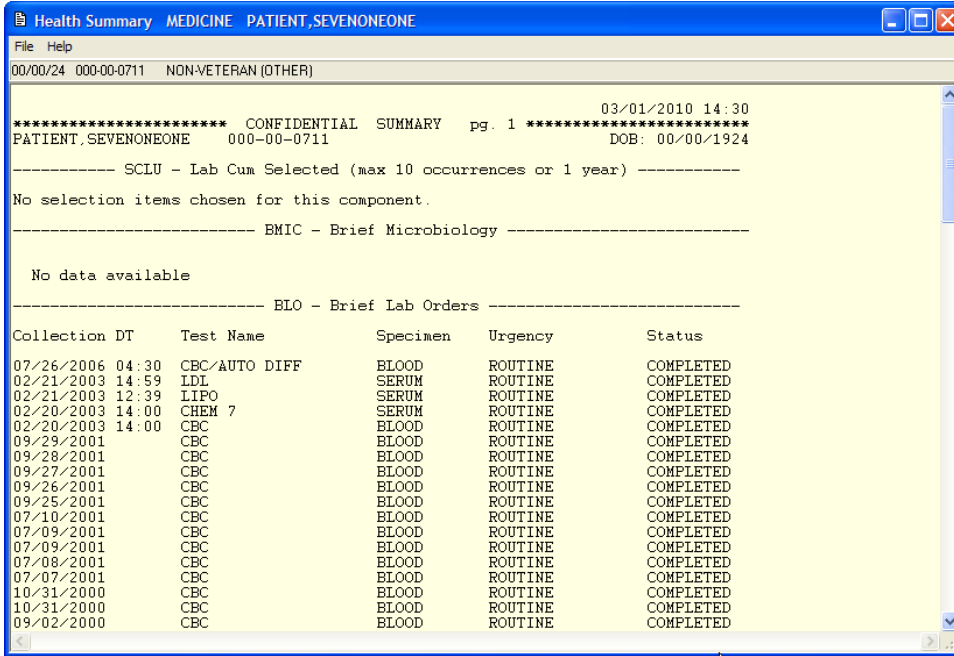 Health Summary MEDICINE PATIENT,SEVENONEONE
File Help
00/00/24 000-00-0711 NON-VETERAN (OTHER)
03/01/2010 14:30
*********************** CONFIDENTIAL SUMMARY pg. 1 ************************
PATIENT,SEVENONEONE 000-00-0711 DOB: 00/00/1924
----------- SCLU - Lab Cum Selected (max 10 occurrences or 1 year) -----------
No selection items chosen for this component.
-------------------------- BMIC - Brief Microbiology --------------------------
No data available
--------------------------- BLO - Brief Lab Orders ---------------------------
Collection DT Test Name Specimen Urgency Status
07/26/2006 04:30 CBC/AUTO DIFF BLOOD ROUTINE COMPLETED
02/21/2003 14:59 LDL SERUM ROUTINE COMPLETED
02/21/2003 12:39 LIPO SERUM ROUTINE COMPLETED
02/20/2003 14:00 CHEM 7 SERUM ROUTINE COMPLETED
02/20/2003 14:00 CBC BLOOD ROUTINE COMPLETED
09/29/2001 CBC BLOOD ROUTINE COMPLETED
09/28/2001 CBC BLOOD ROUTINE COMPLETED
09/27/2001 CBC BLOOD ROUTINE COMPLETED
09/26/2001 CBC BLOOD ROUTINE COMPLETED
09/25/2001 CBC BLOOD ROUTINE COMPLETED
07/10/2001 CBC BLOOD ROUTINE COMPLETED
07/09/2001 CBC BLOOD ROUTINE COMPLETED
07/09/2001 CBC BLOOD ROUTINE COMPLETED
07/08/2001 CBC BLOOD ROUTINE COMPLETED
07/07/2001 CBC BLOOD ROUTINE COMPLETED
10/31/2000 CBC BLOOD ROUTINE COMPLETED
10/31/2000 CBC BLOOD ROUTINE COMPLETED
09/02/2000 CBC BLOOD ROUTINE COMPLETED